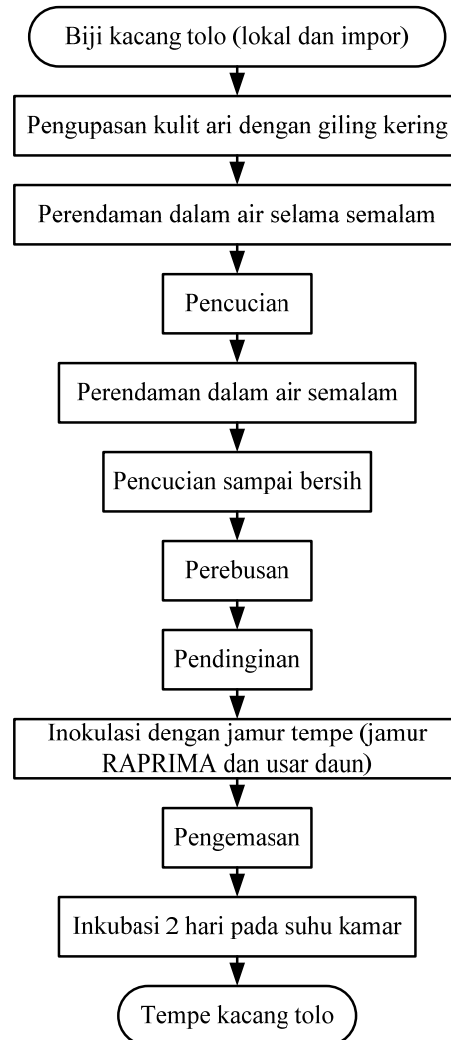 Biji kacang tolo (lokal dan impor)
Pengupasan kulit ari dengan giling kering
Perendaman dalam air selama semalam
Pencucian
Perendaman dalam air semalam
Pencucian sampai bersih
Perebusan
Pendinginan
Inokulasi dengan jamur tempe (jamur
RAPRIMA dan usar daun)
Pengemasan
Inkubasi 2 hari pada suhu kamar
Tempe kacang tolo